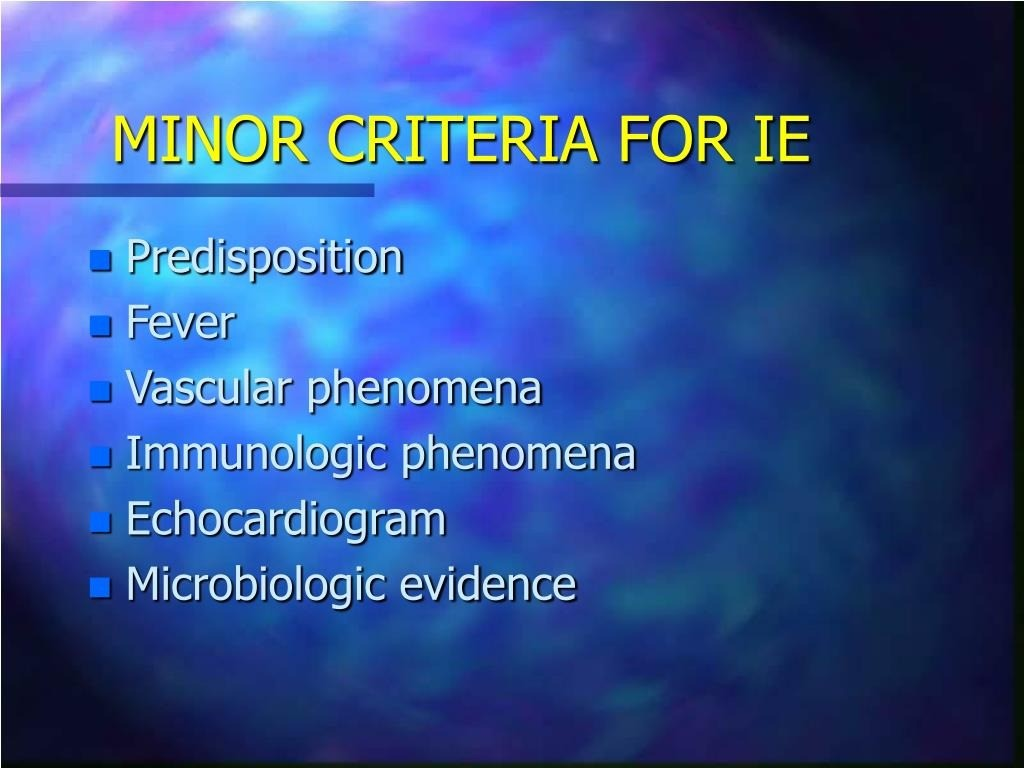 MINOR CRITERIA FOR IE
Predisposition
Fever
Vascular phenomena
Immunologic phenomena
Echocardiogram
Microbiologic evidence